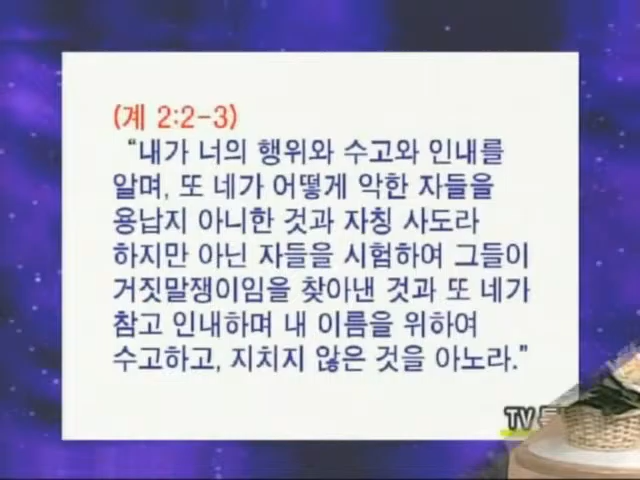 (계 2:2-3)
“내가 너의 행위와 수고와 인내를
알며, 또 네가 어떻게 악한 자들을
용납지 아니한 것과 자칭 사도라
하지만 아닌 자들을 시험하여 그들이
거짓말쟁이임을 찾아낸 것과 또 네가
참고 인내하며 내 이름을 위하여
수고하고, 지치지 않은 것을 아노라.”
TV